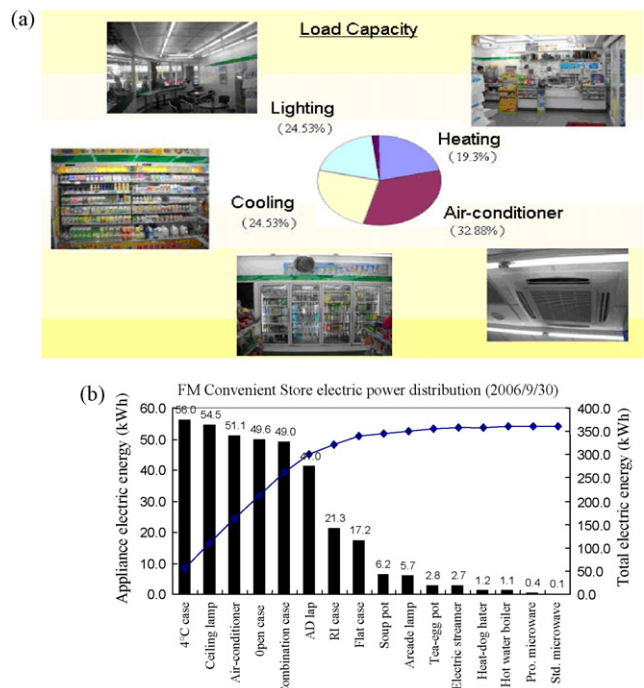 (a)
Load Capacity
Lighting
(24.53%)
Heating
(19.3%)
Cooling
(24.53%)
Air-conditioner
(32.88%)
(b)
FM Convenient Store electric power distribution (2006/9/30)
Appliance electric energy (kWh)
60.0
50.0
40.0
30.0
20.0
10.0
0.0
56.0
54.5
51.1
49.6
49.0
21.3
17.2
6.2
5.7
2.8
2.7
1.2
1.1
0.4
0.1
400.0
350.0
300.0
250.0
200.0
150.0
100.0
50.0
0.0
Total electric energy (kWh)
4°C case
Ceiling lamp
Air-conditioner
0pen case
Combination case
AD lap
RI case
Flat case
Soup pot
Arcade lamp
Tea-egg pot
Electric streamer
Heat-dog hater
Hot water boiler
Pro. microware
Std. microwave